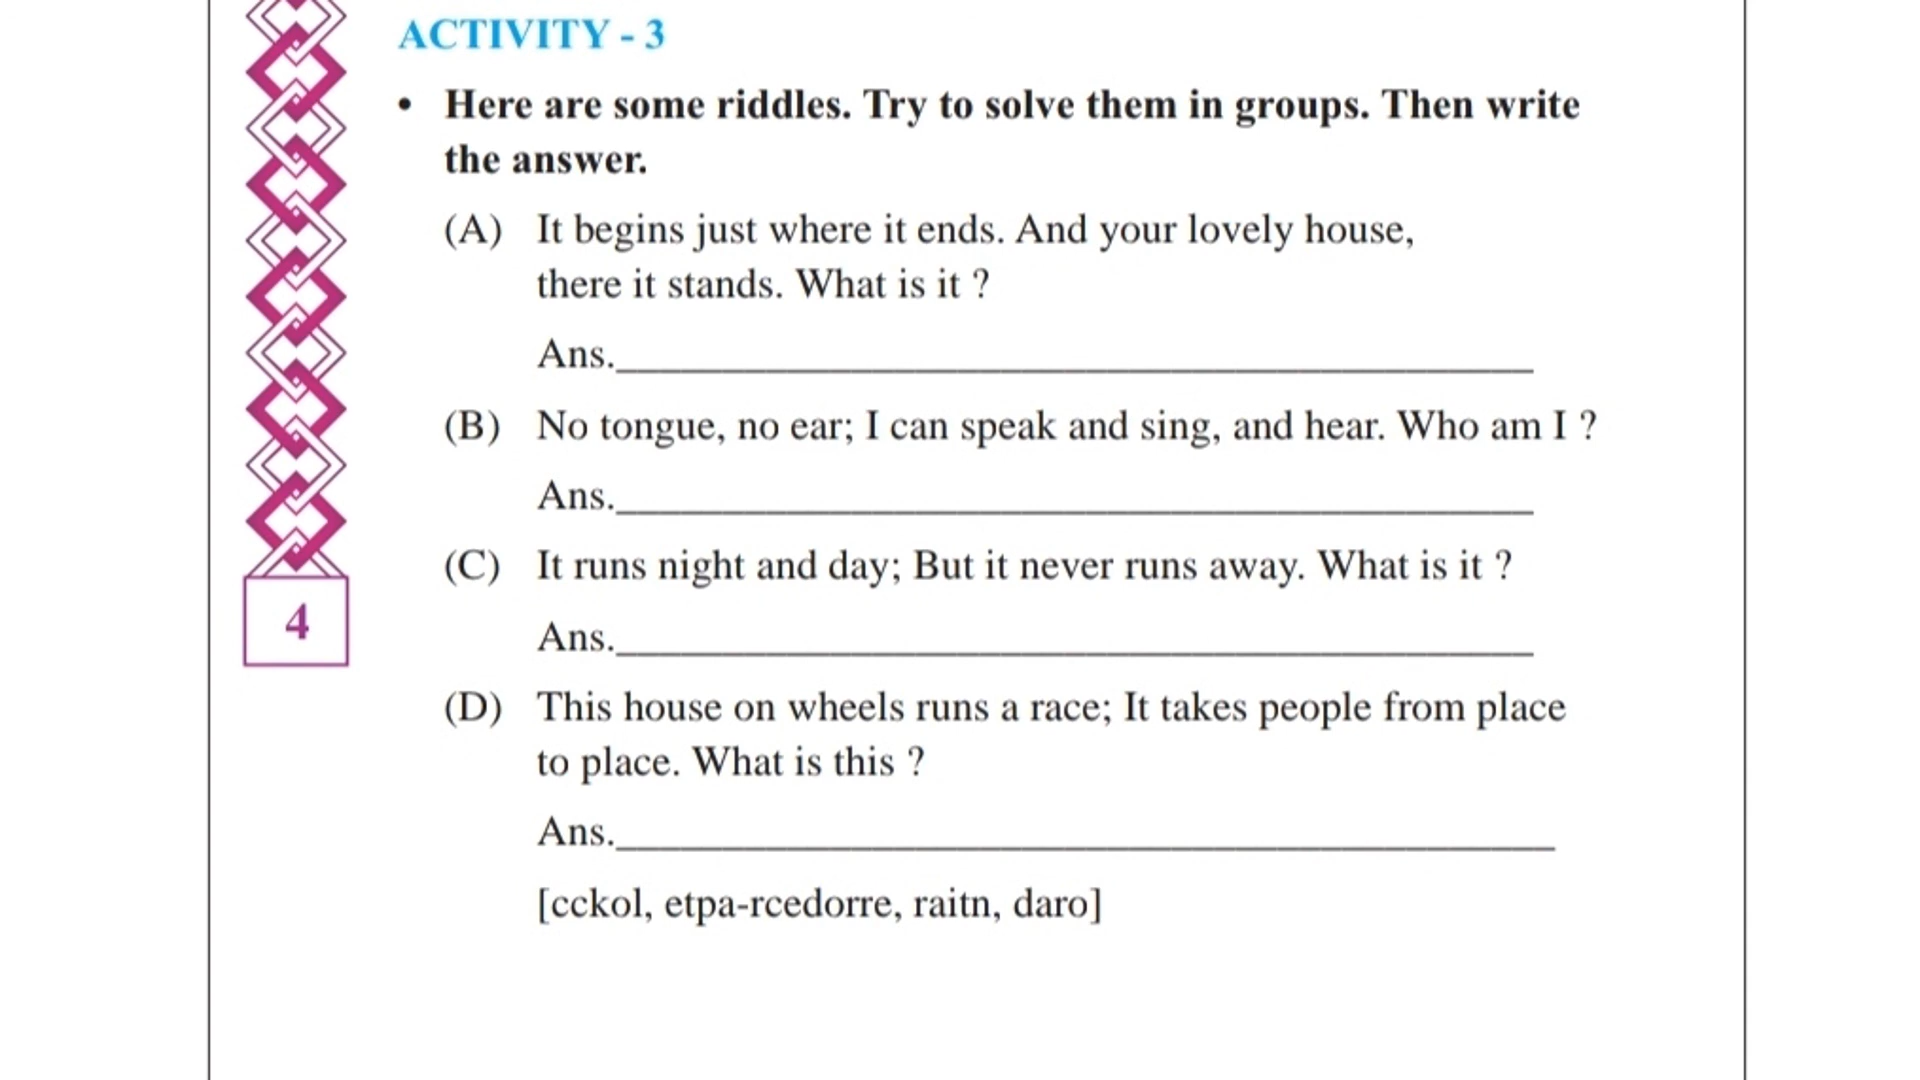 ACTIVITY - 3
• Here are some riddles. Try to solve them in groups. Then write
the answer.
(A) It begins just where it ends. And your lovely house,
there it stands. What is it ?
Ans.______________________________
(B) No tongue, no ear; I can speak and sing, and hear. Who am I ?
Ans.______________________________
(C) It runs night and day; But it never runs away. What is it ?
Ans.______________________________
4
(D) This house on wheels runs a race; It takes people from place
to place. What is this ?
Ans.______________________________
[cckol, etpa-rcedorre, raitn, daro]